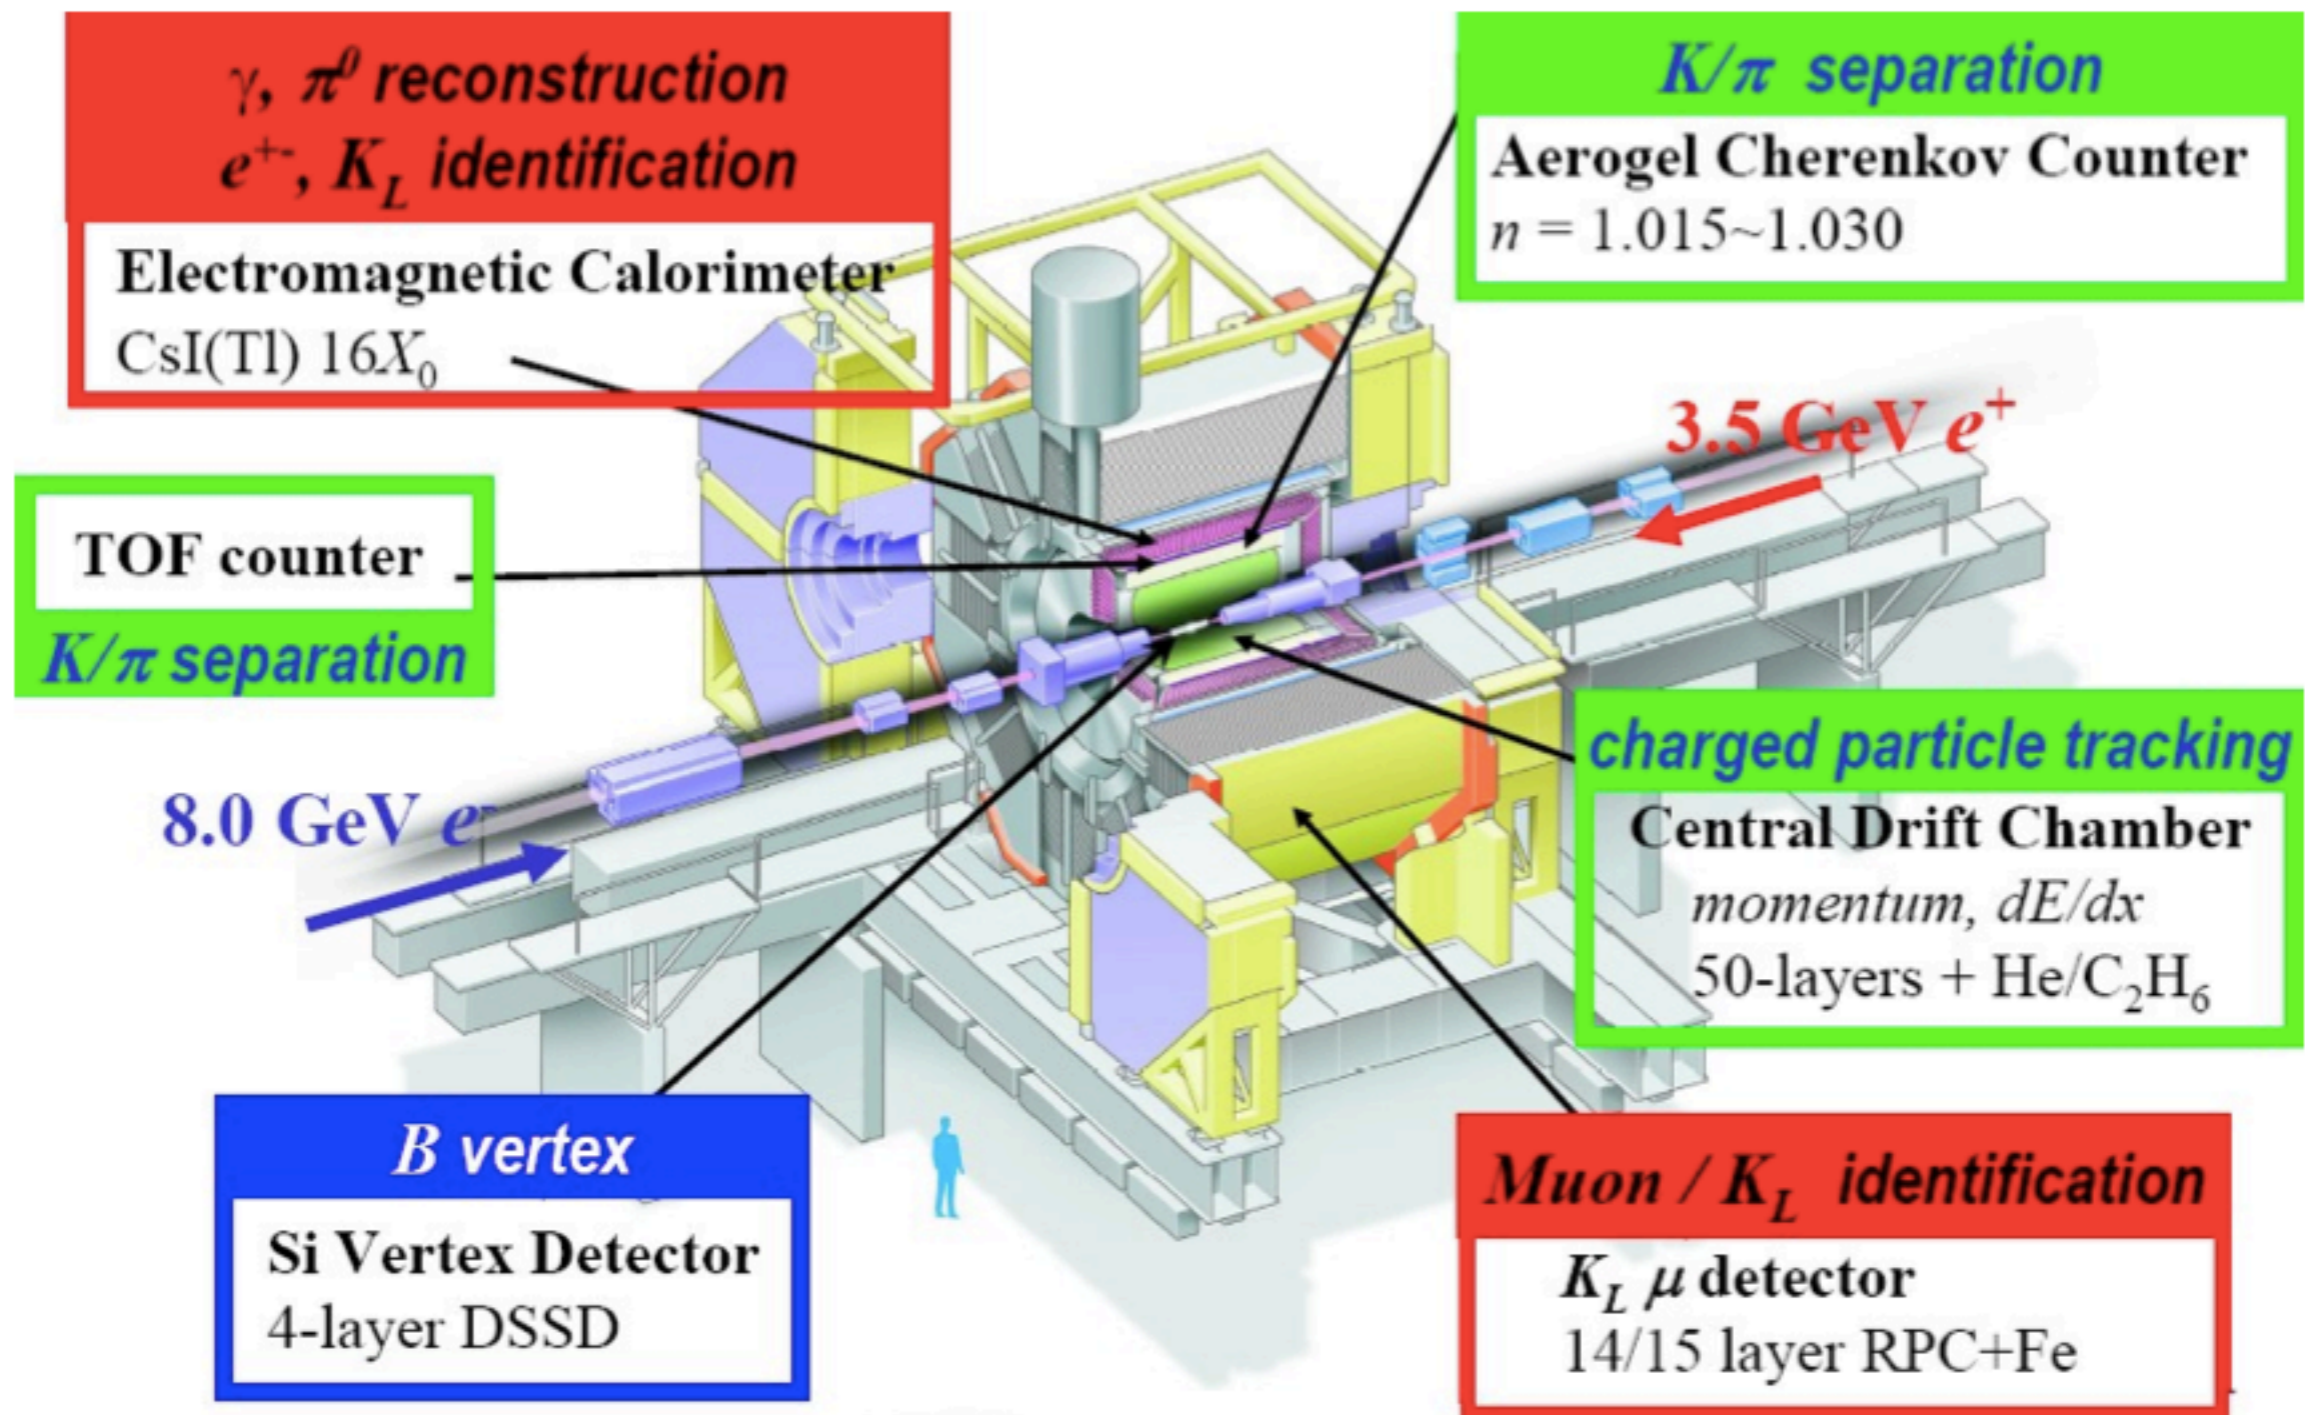 γ, π⁰ reconstruction
e⁺⁻, K_L identification
Electromagnetic Calorimeter
CsI(Tl) 16X₀
K/π separation
Aerogel Cherenkov Counter
n = 1.015~1.030
3.5 GeV e⁺
TOF counter
K/π separation
8.0 GeV e⁻
charged particle tracking
Central Drift Chamber
momentum, dE/dx
50-layers + He/C₂H₆
B vertex
Si Vertex Detector
4-layer DSSD
Muon / K_L identification
K_L μ detector
14/15 layer RPC+Fe